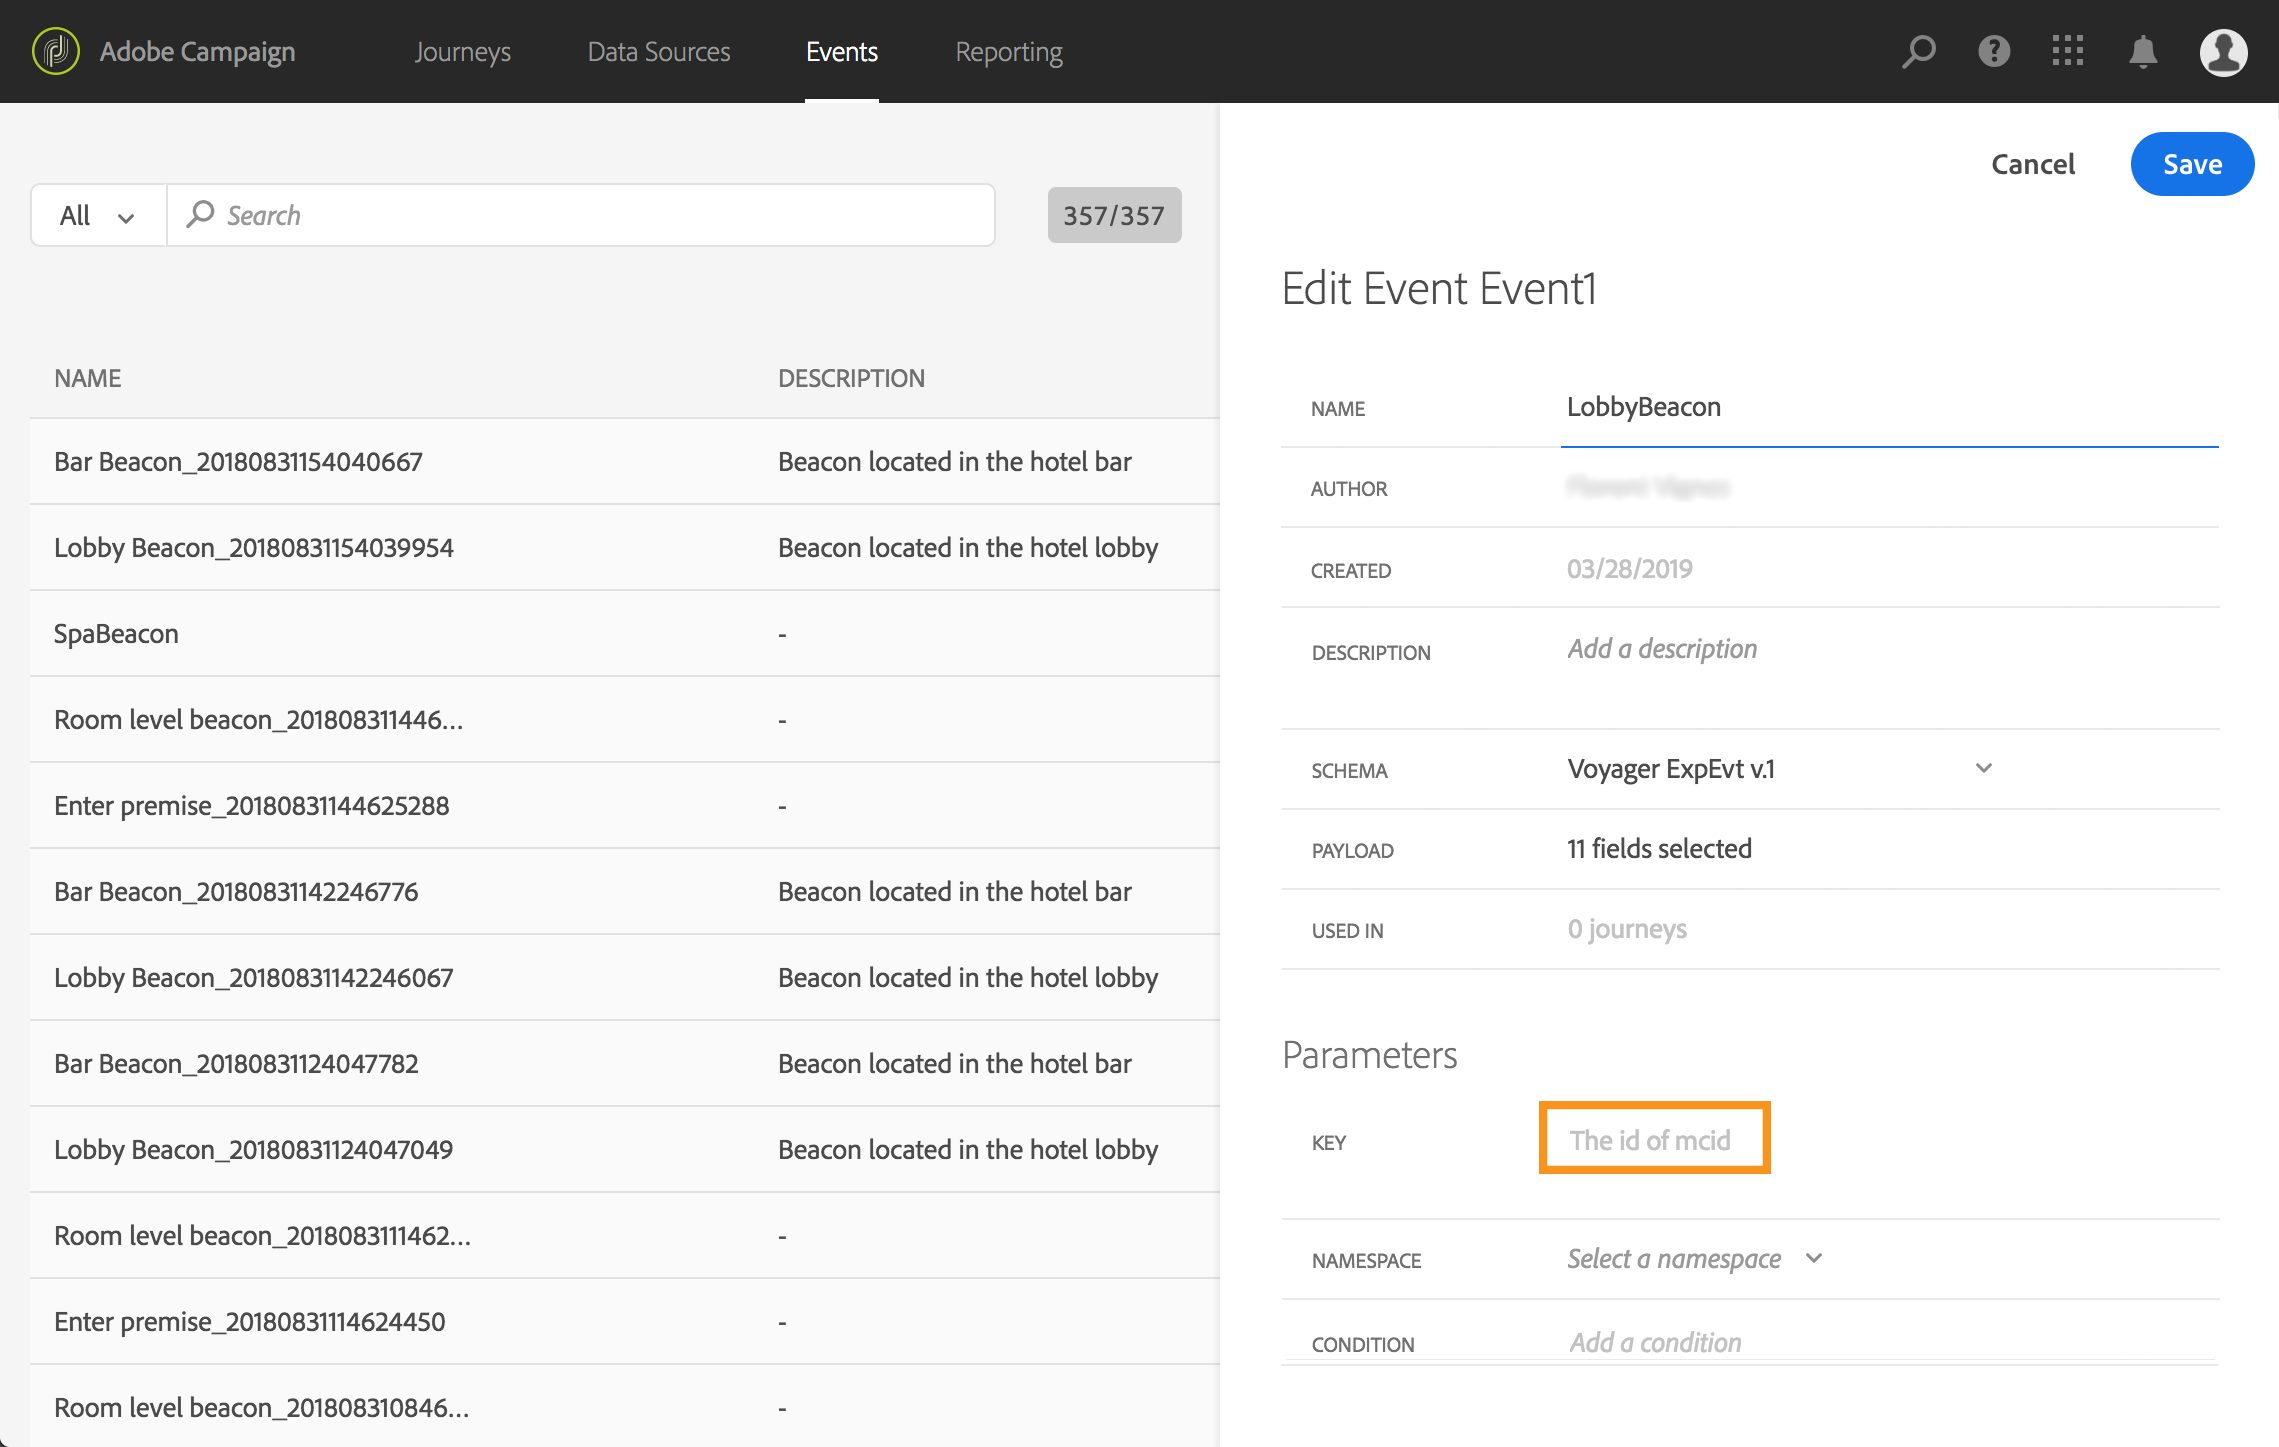 Adobe Campaign Journeys Data Sources Events Reporting
Cancel Save
All Search 357/357
Edit Event Event1
NAME DESCRIPTION
Bar Beacon_20180831154040667 Beacon located in the hotel bar
Lobby Beacon_20180831154039954 Beacon located in the hotel lobby
SpaBeacon -
Room level beacon_201808311446... -
Enter premise_20180831144625288 -
Bar Beacon_20180831142246776 Beacon located in the hotel bar
Lobby Beacon_20180831142246067 Beacon located in the hotel lobby
Bar Beacon_20180831124047782 Beacon located in the hotel bar
Lobby Beacon_20180831124047049 Beacon located in the hotel lobby
Room level beacon_2018083111462... -
Enter premise_20180831114624450 -
Room level beacon_201808310846... -
NAME LobbyBeacon
AUTHOR
CREATED 03/28/2019
DESCRIPTION Add a description
SCHEMA Voyager ExpEvt v.1
PAYLOAD 11 fields selected
USED IN 0 journeys
Parameters
KEY The id of mcid
NAMESPACE Select a namespace
CONDITION Add a condition